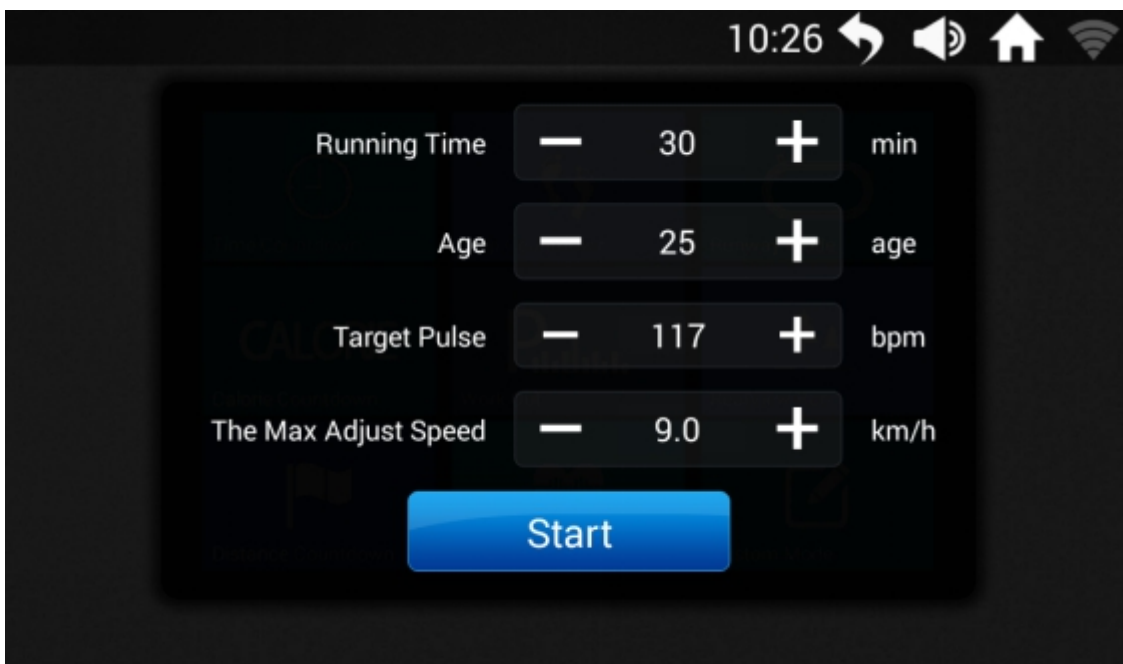 10:26
Running Time 30 min
Age 25 age
Target Pulse 117 bpm
CALORIE
The Max Adjust Speed 9.0 km/h
Start